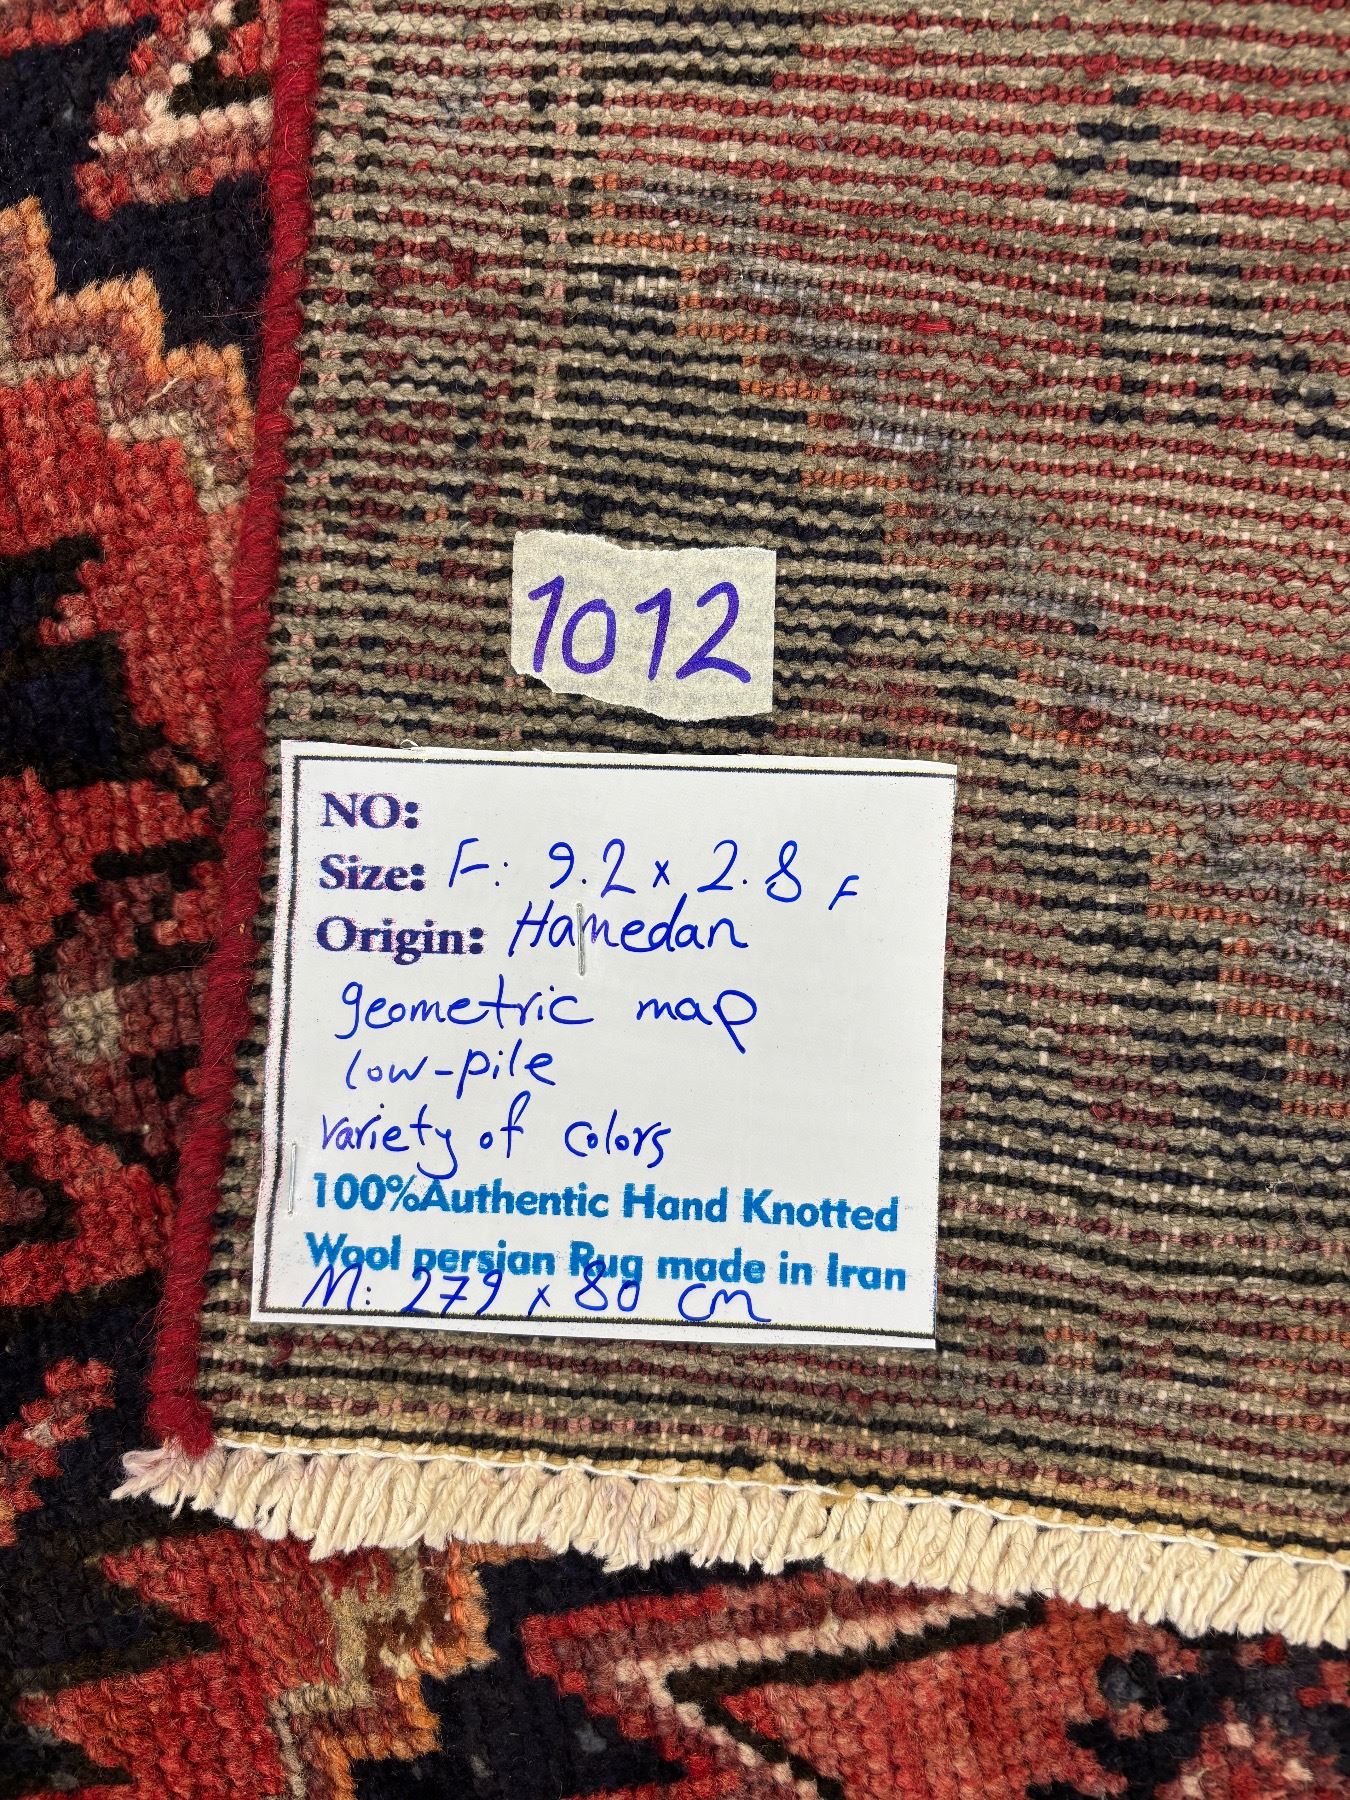 1012
NO:
Size: F: 9.2 x 2.8 F
Origin: Hamedan
geometric map
low-pile
variety of colors
100%Authentic Hand Knotted
Wool persian Rug made in Iran
M: 279 x 80 cm